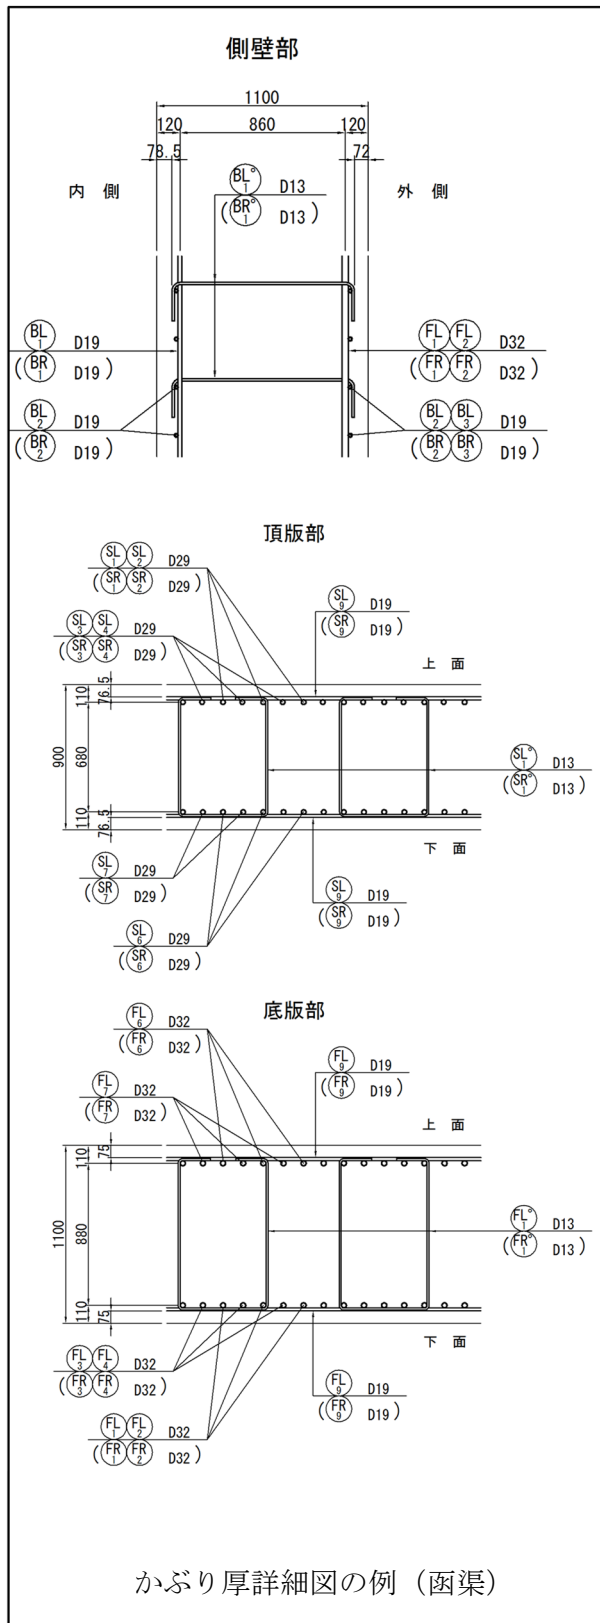 側壁部
1100
120 860 120
78.5 72
内 側 外 側
BL°1 D13
(BR°1 D13)
BL1 D19 FL1 FL2 D32
(BR1 D19) (FR1 FR2 D32)
BL2 D19 BL2 BL3 D19
(BR2 D19) (BR2 BR3 D19)
頂版部
SL1 SL2 D29
(SR1 SR2 D29)
SL9 D19
(SR9 D19)
SL3 SL4 D29
(SR3 SR4 D29)
上 面
76.5
110
900
680
SL°1 D13
(SR°1 D13)
110
76.5
下 面
SL7 D29
(SR7 D29)
SL9 D19
(SR9 D19)
SL6 D29
(SR6 D29)
底版部
FL6 D32
(FR6 D32)
FL9 D19
(FR9 D19)
FL7 D32
(FR7 D32)
上 面
75
110
1100
880
FL°1 D13
(FR°1 D13)
110
75
下 面
FL3 FL4 D32
(FR3 FR4 D32)
FL9 D19
(FR9 D19)
FL1 FL2 D32
(FR1 FR2 D32)
かぶり厚詳細図の例（函渠）